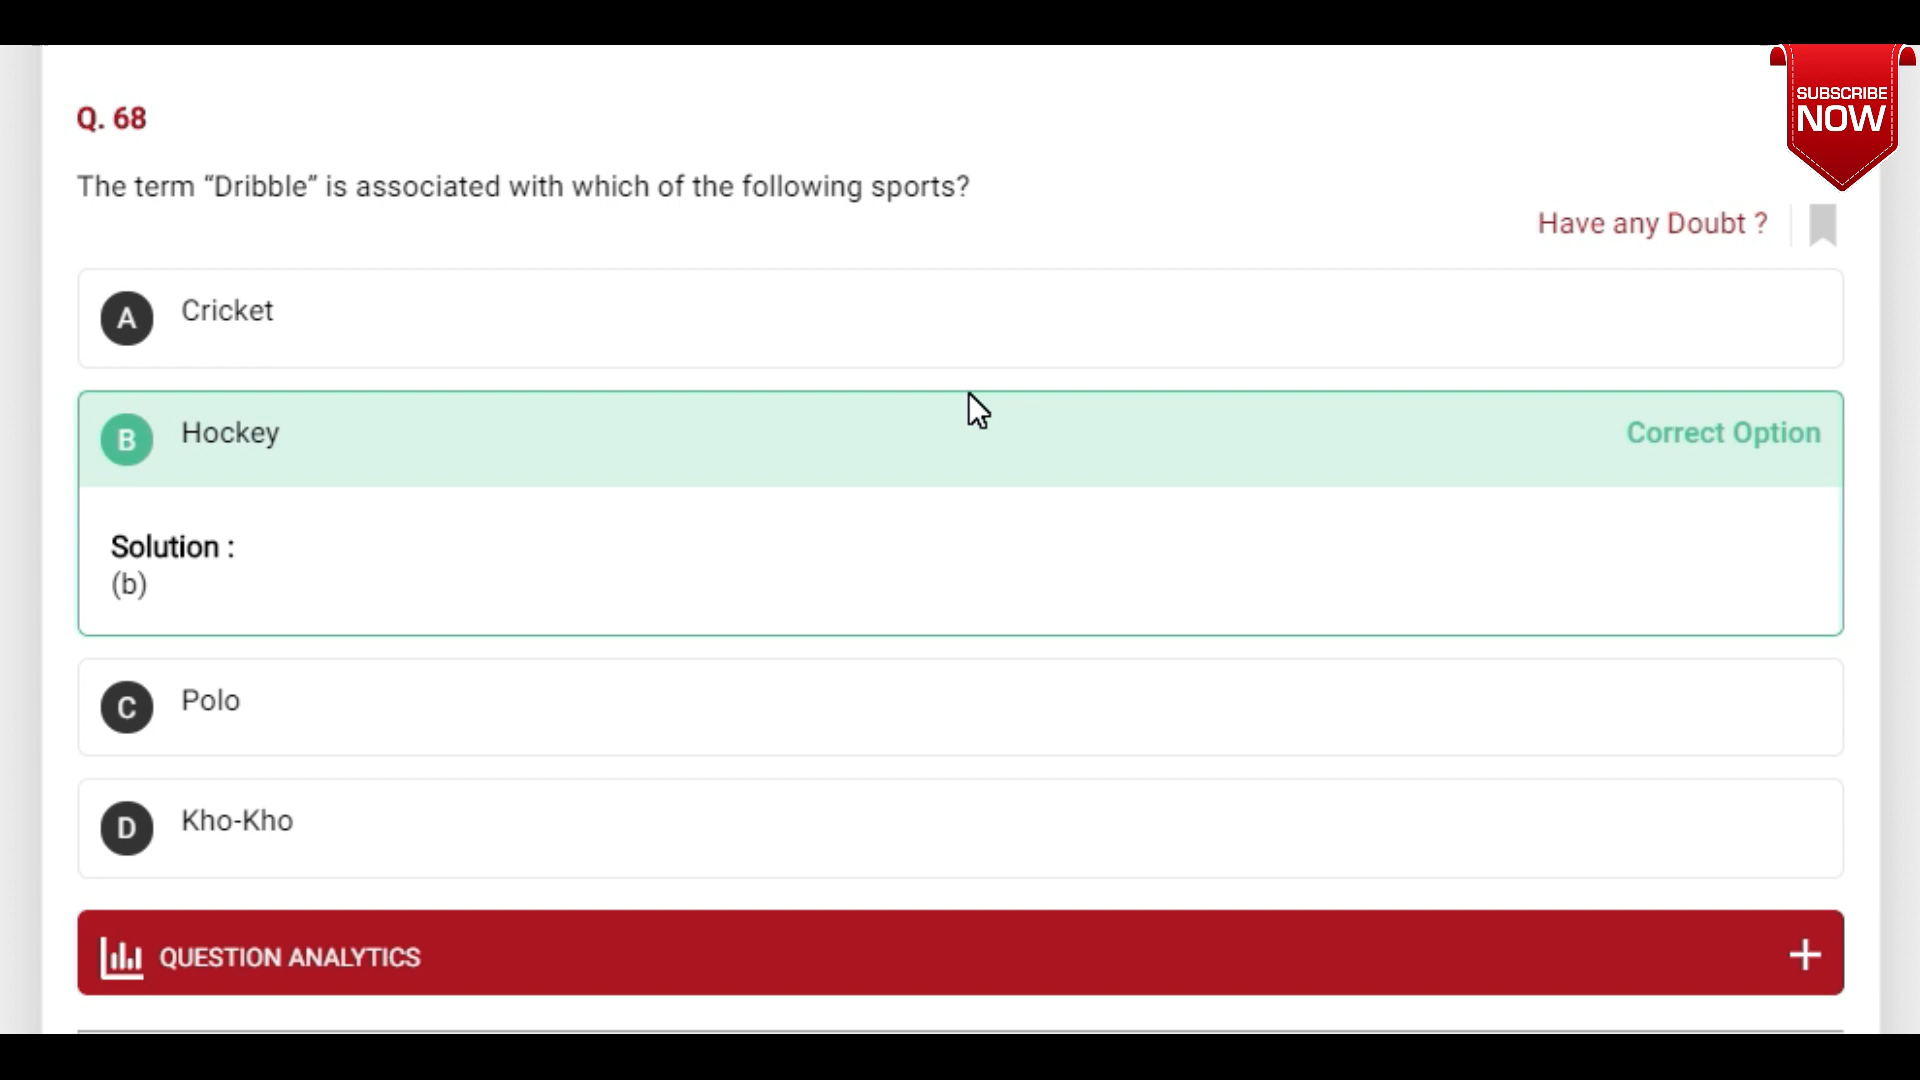 SUBSCRIBE
NOW
Q. 68
The term “Dribble” is associated with which of the following sports?
Have any Doubt ?
A Cricket
B Hockey Correct Option
Solution :
(b)
C Polo
D Kho-Kho
QUESTION ANALYTICS +